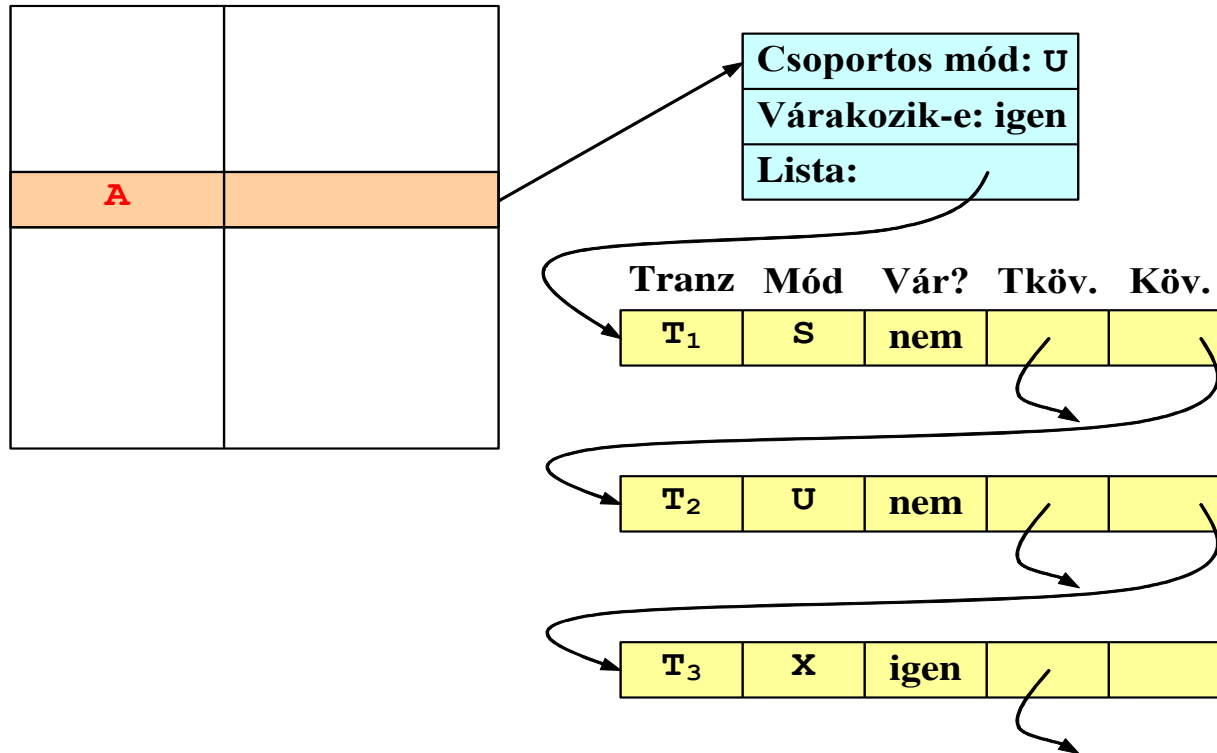 A
Csoportos mód: U
Várakozik-e: igen
Lista:
Tranz Mód Vár? Tköv. Köv.
T₁ S nem
T₂ U nem
T₃ X igen